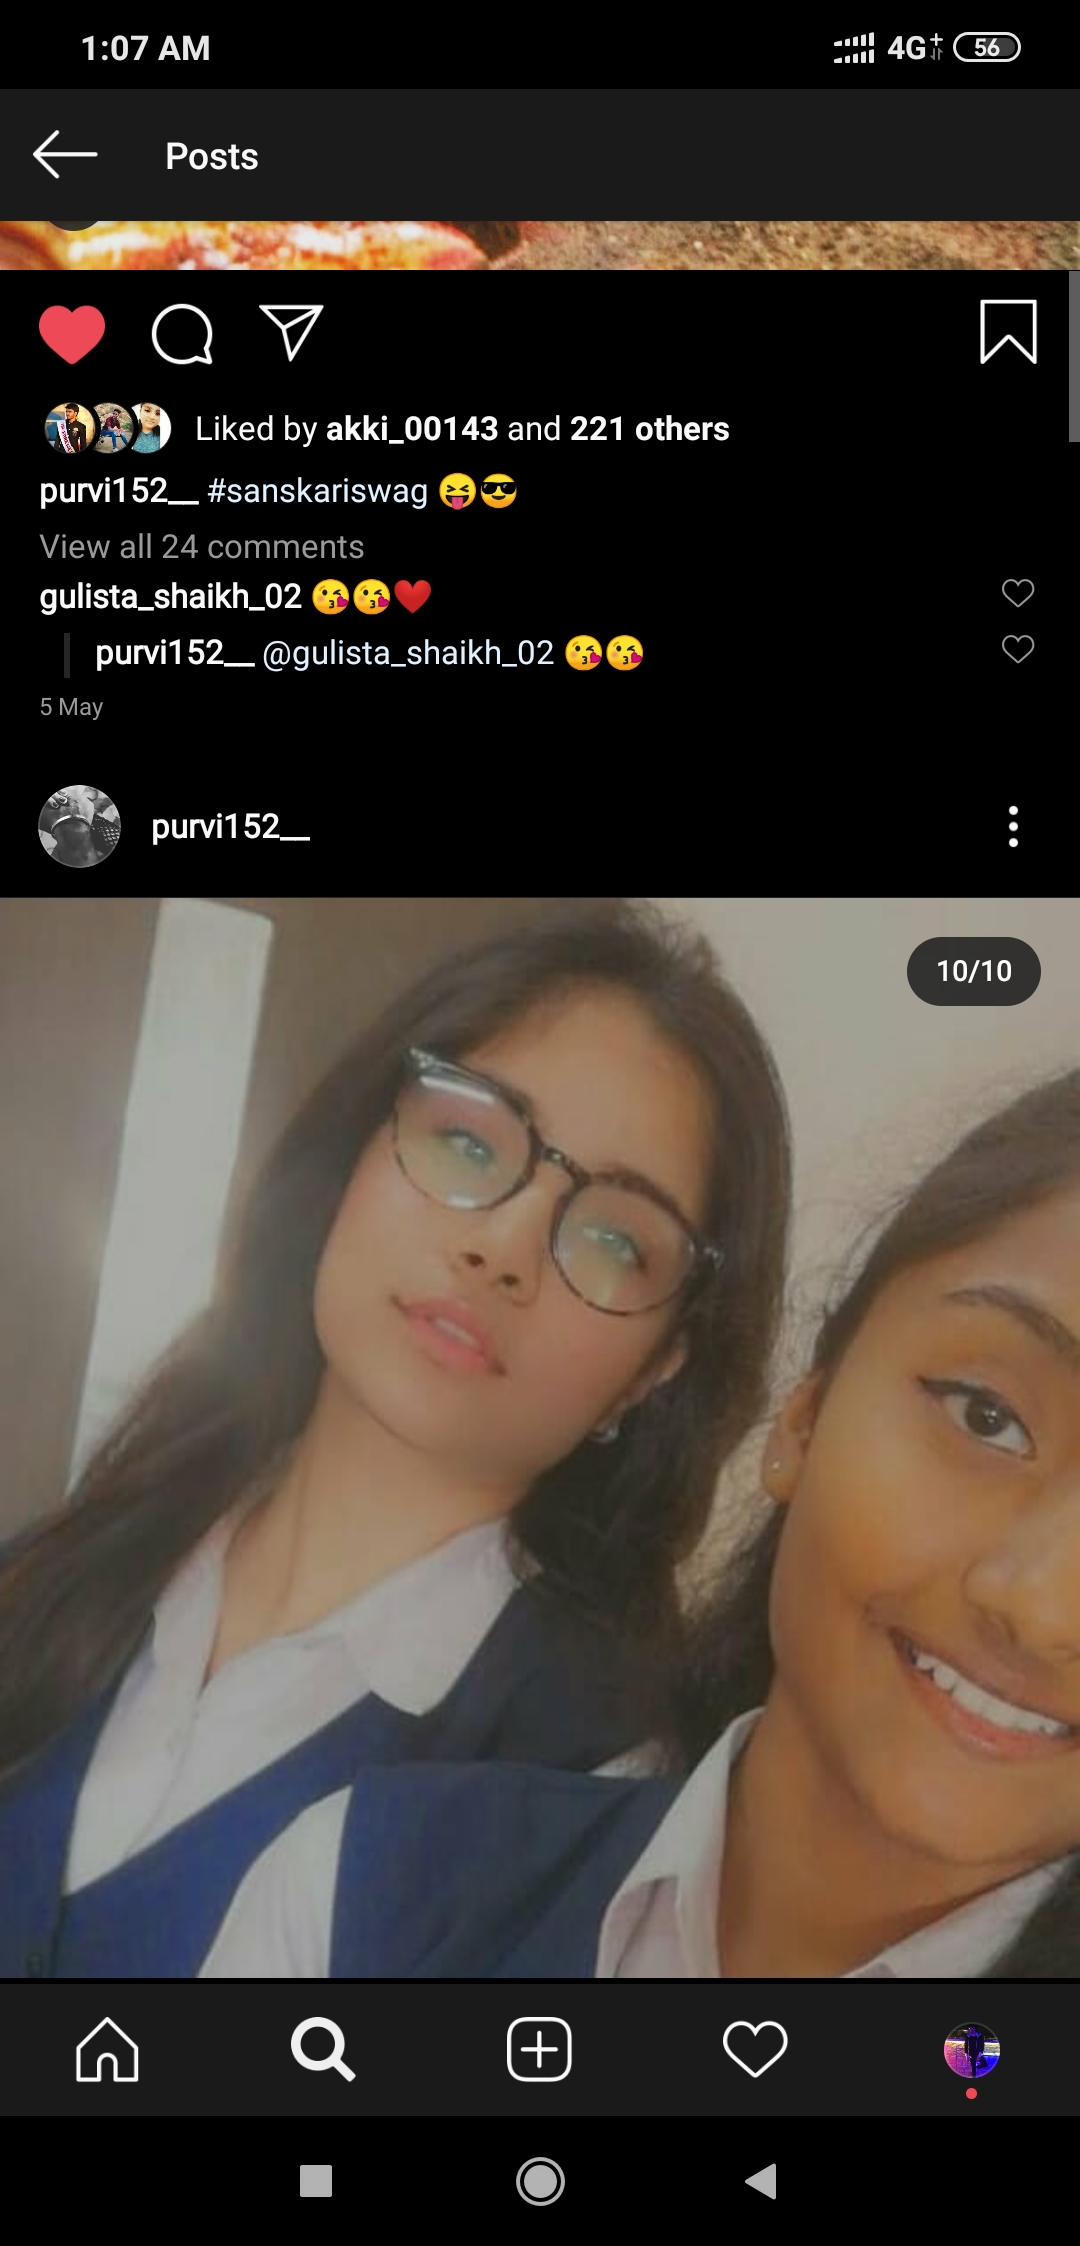 1:07 AM 4G+ 56
Posts
Liked by akki_00143 and 221 others
purvi152__ #sanskariswag 😝😎
View all 24 comments
gulista_shaikh_02 😘😘❤️
purvi152__ @gulista_shaikh_02 😘😘
5 May
purvi152__
10/10